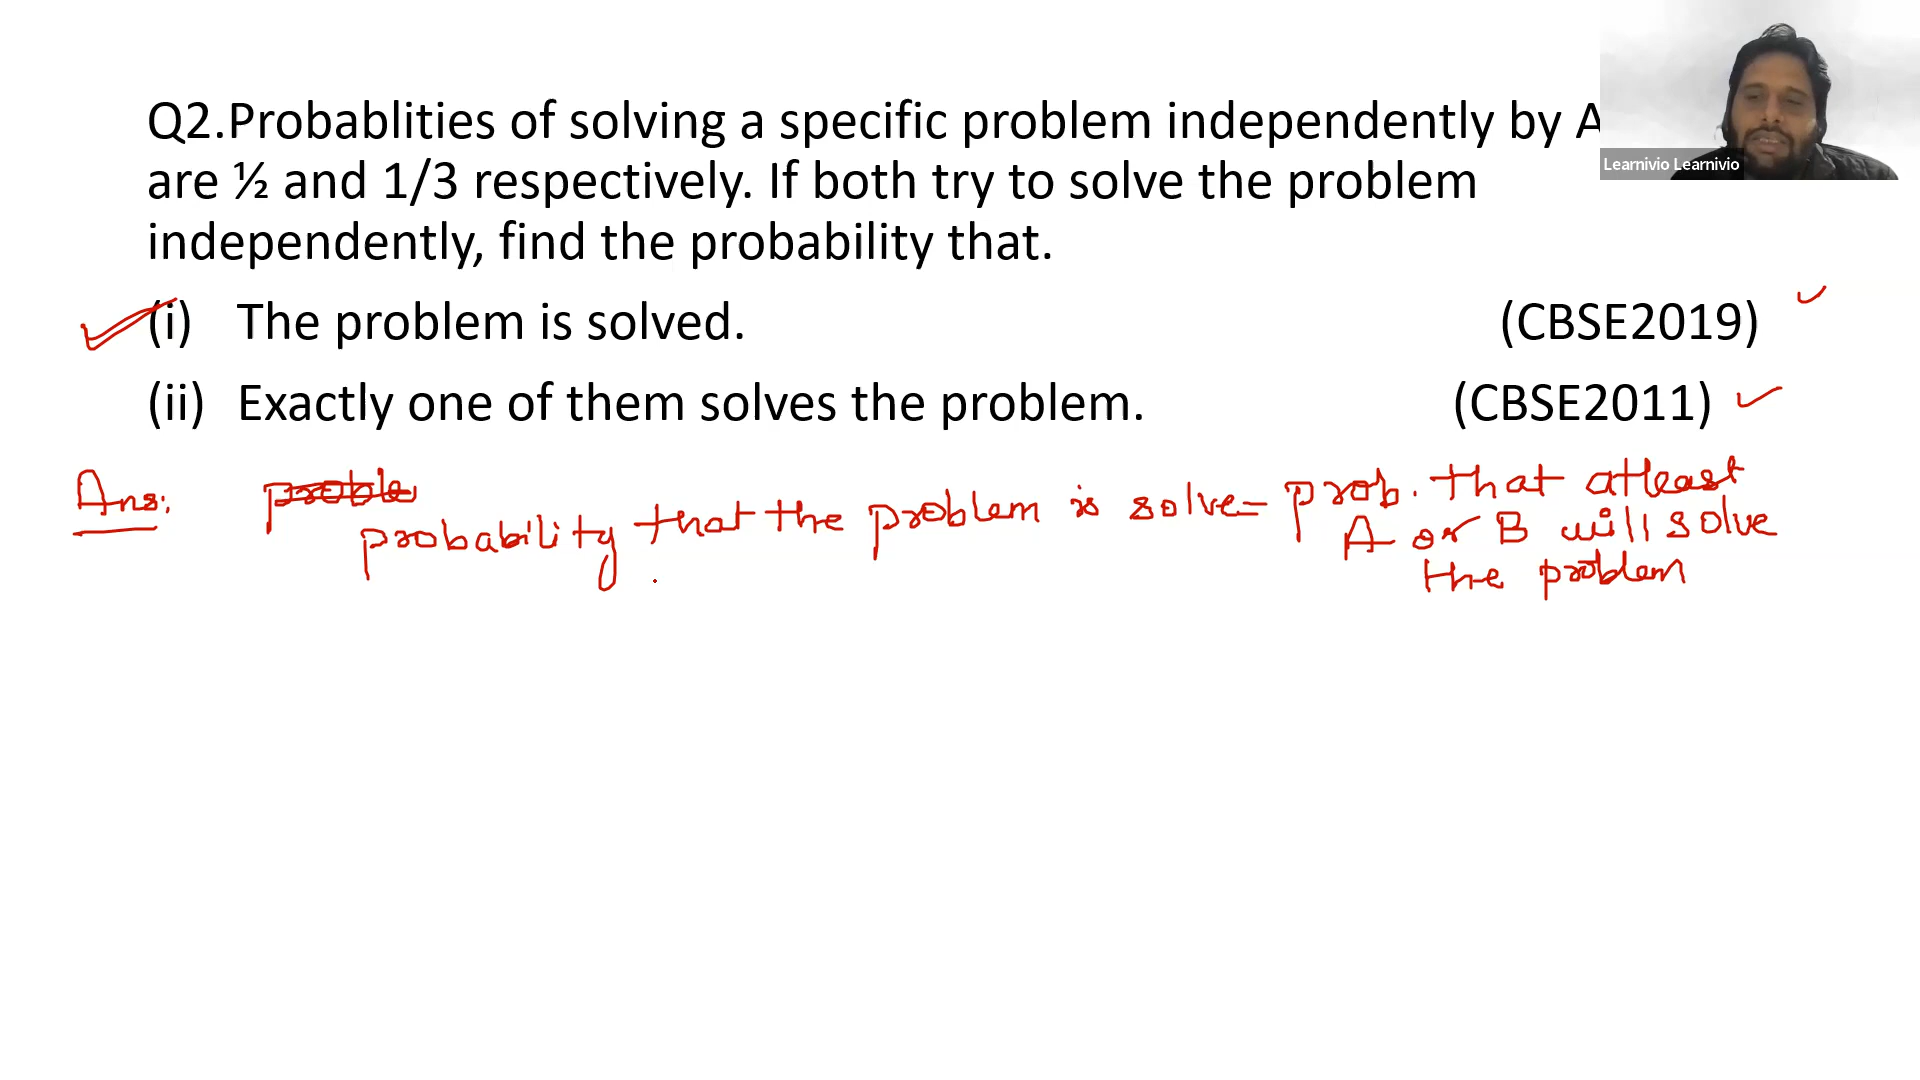 Q2.Probablities of solving a specific problem independently by A
are ½ and 1/3 respectively. If both try to solve the problem
independently, find the probability that.
(i) The problem is solved. (CBSE2019)
(ii) Exactly one of them solves the problem. (CBSE2011)
Ans: proble
probability that the problem is solve = prob. that atleast
A or B will solve
the problem
Learnivio Learnivio